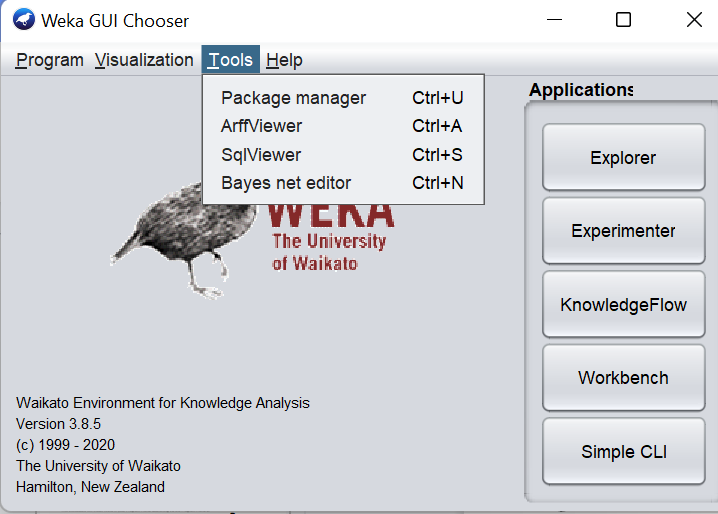 Weka GUI Chooser
Program Visualization Tools Help
Package manager Ctrl+U
ArffViewer Ctrl+A
SqlViewer Ctrl+S
Bayes net editor Ctrl+N
WEKA
The University
of Waikato
Waikato Environment for Knowledge Analysis
Version 3.8.5
(c) 1999 - 2020
The University of Waikato
Hamilton, New Zealand
Applications
Explorer
Experimenter
KnowledgeFlow
Workbench
Simple CLI